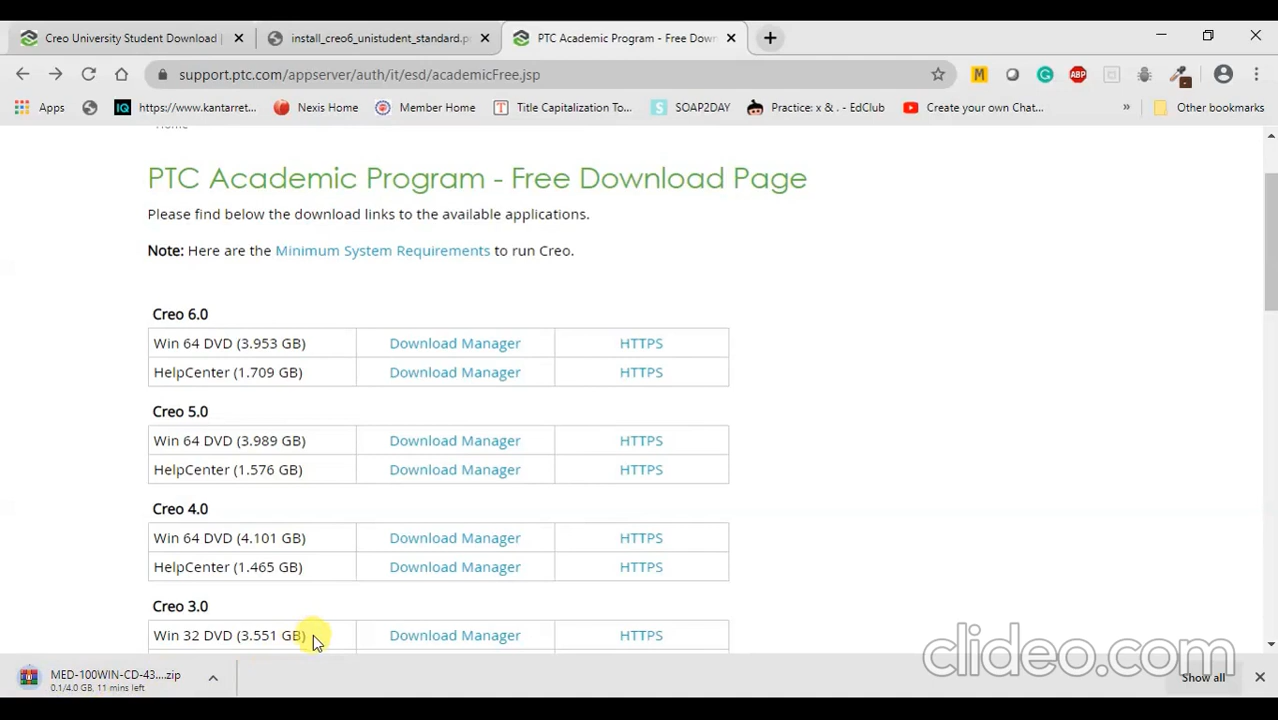 Creo University Student Download
install_creo6_unistudent_standard.p
PTC Academic Program - Free Down
support.ptc.com/appserver/auth/it/esd/academicFree.jsp
M
G
ABP
Apps
IQ
https://www.kantarret...
Nexis Home
Member Home
T
Title Capitalization To...
S
SOAP2DAY
Practice: x & . - EdClub
Create your own Chat...
»
Other bookmarks
Home
PTC Academic Program - Free Download Page
Please find below the download links to the available applications.
Note: Here are the Minimum System Requirements to run Creo.
Creo 6.0
Win 64 DVD (3.953 GB) Download Manager HTTPS
HelpCenter (1.709 GB) Download Manager HTTPS
Creo 5.0
Win 64 DVD (3.989 GB) Download Manager HTTPS
HelpCenter (1.576 GB) Download Manager HTTPS
Creo 4.0
Win 64 DVD (4.101 GB) Download Manager HTTPS
HelpCenter (1.465 GB) Download Manager HTTPS
Creo 3.0
Win 32 DVD (3.551 GB) Download Manager HTTPS
clideo.com
MED-100WIN-CD-43....zip
0.1/4.0 GB, 11 mins left
Show all